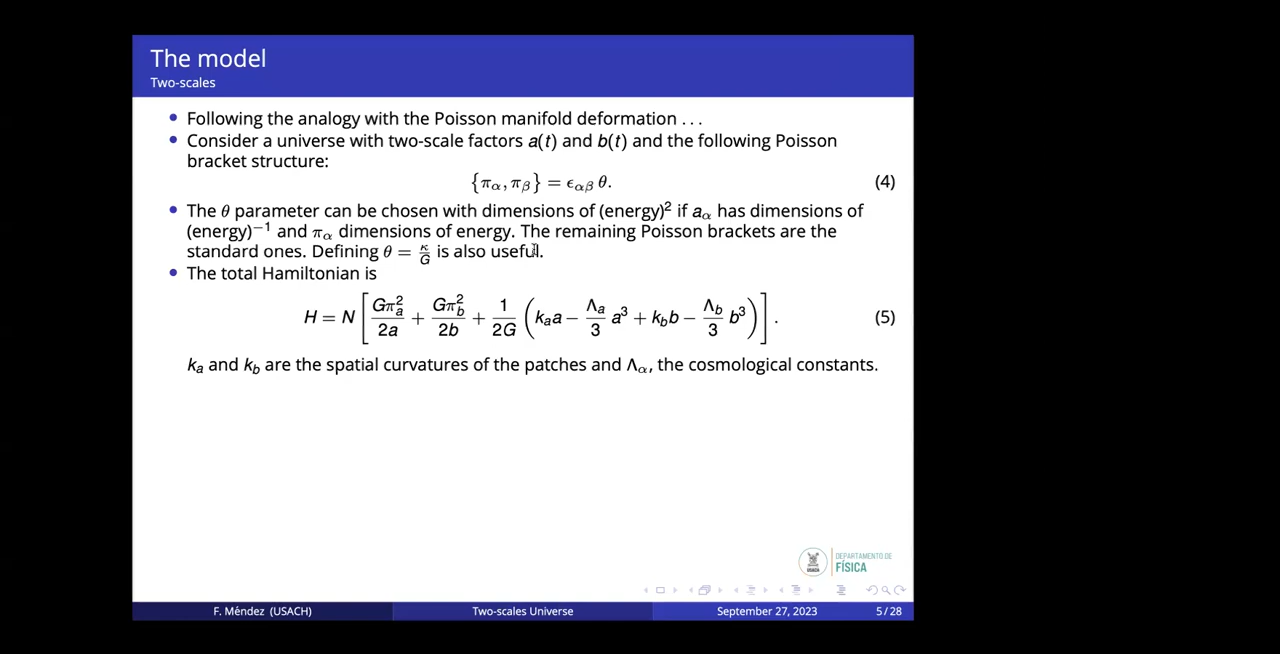 The model
Two-scales
• Following the analogy with the Poisson manifold deformation . . .
• Consider a universe with two-scale factors a(t) and b(t) and the following Poisson
bracket structure:
{π_α, π_β} = ϵ_αβ θ. (4)
• The θ parameter can be chosen with dimensions of (energy)² if a_α has dimensions of
(energy)⁻¹ and π_α dimensions of energy. The remaining Poisson brackets are the
standard ones. Defining θ = κ/G is also useful.
• The total Hamiltonian is
H = N [ Gπ_a²/2a + Gπ_b²/2b + 1/2G ( k_a a − Λ_a/3 a³ + k_b b − Λ_b/3 b³ ) ] . (5)
k_a and k_b are the spatial curvatures of the patches and Λ_α, the cosmological constants.
USACH
DEPARTAMENTO DE
FÍSICA
F. Méndez (USACH) Two-scales Universe September 27, 2023 5 / 28